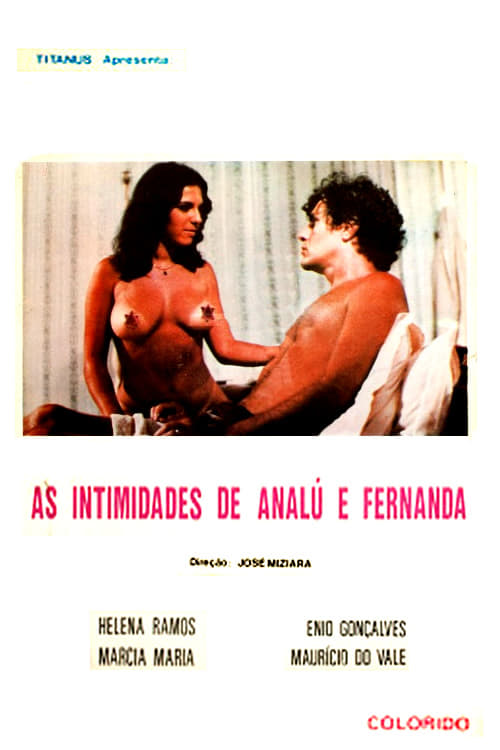 TITANUS Apresenta:
AS INTIMIDADES DE ANALÚ E FERNANDA
Direção: JOSÉ MIZIARA
HELENA RAMOS
MARCIA MARIA
ENIO GONÇALVES
MAURÍCIO DO VALE
COLORIDO